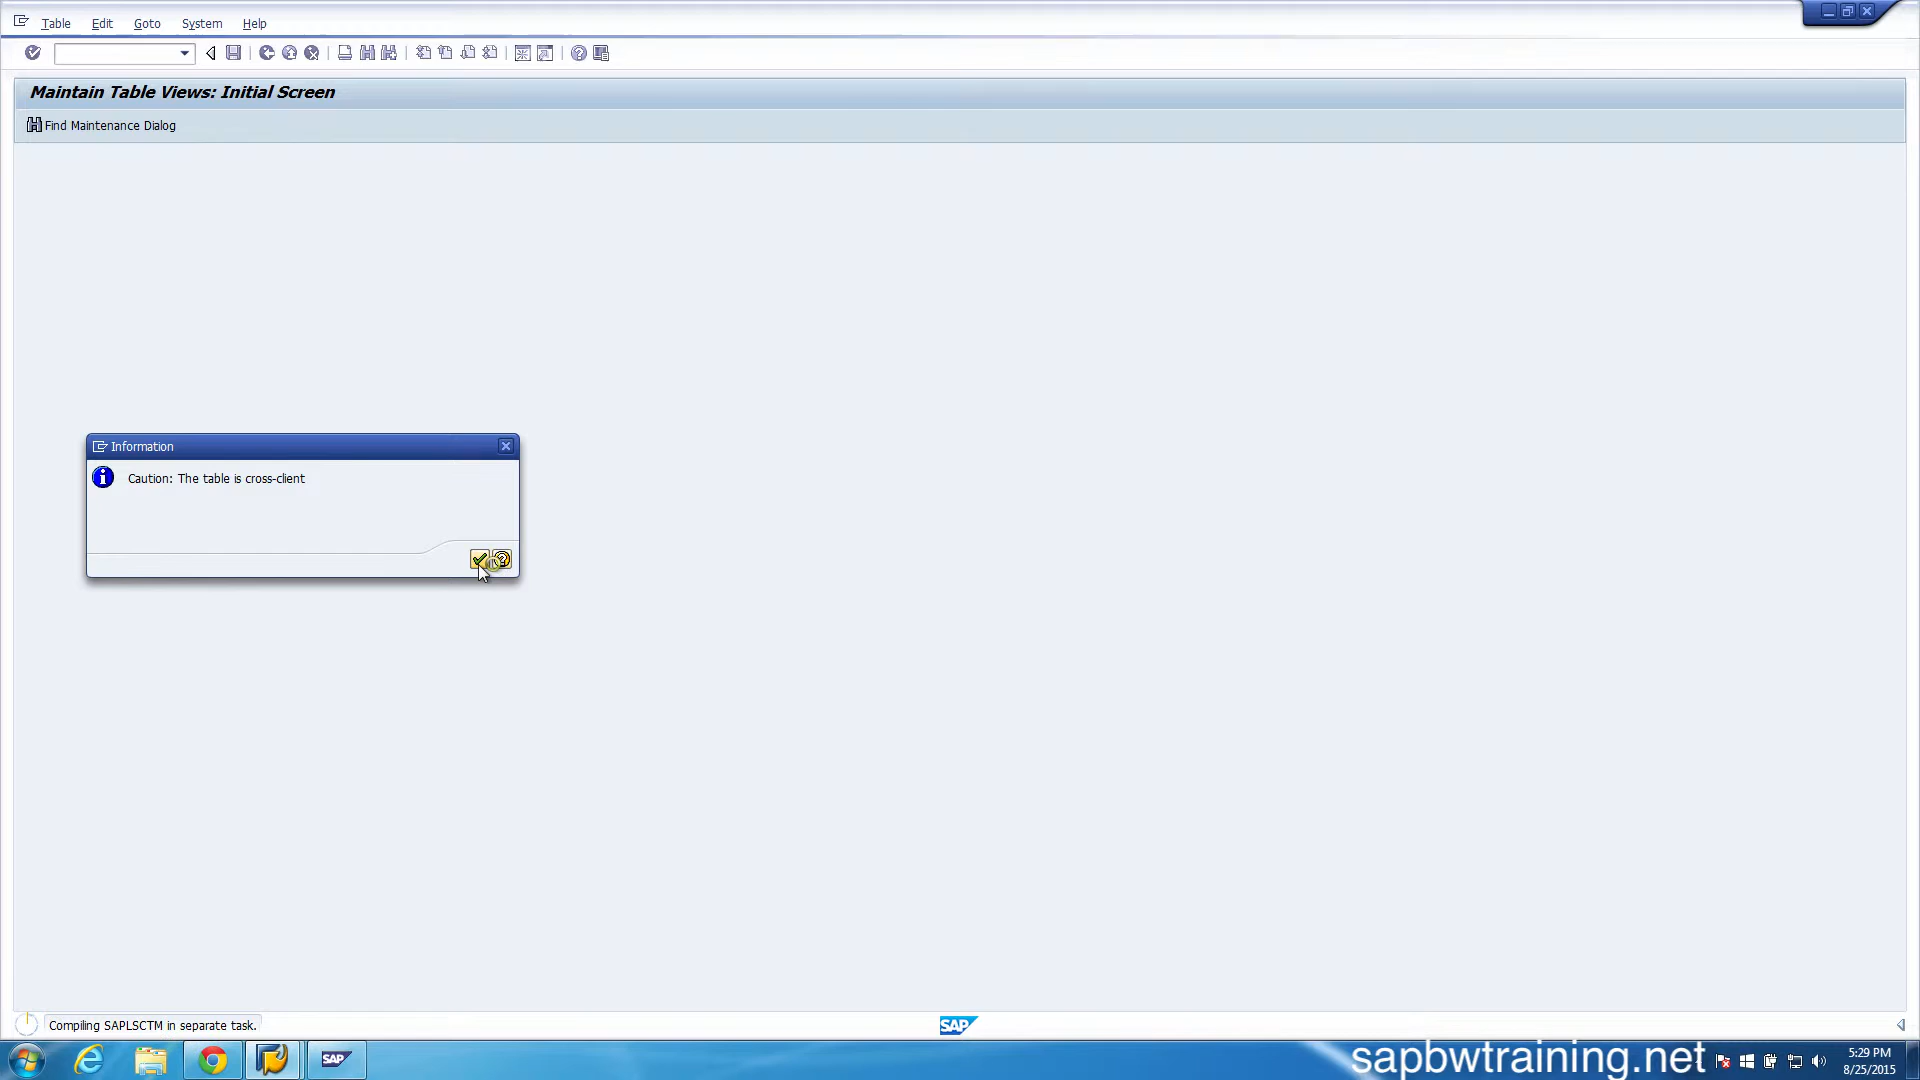 Table Edit Goto System Help
Maintain Table Views: Initial Screen
Find Maintenance Dialog
Information
Caution: The table is cross-client
Compiling SAPLSCTM in separate task.
SAP
SAP
sapbwtraining.net
5:29 PM
8/25/2015